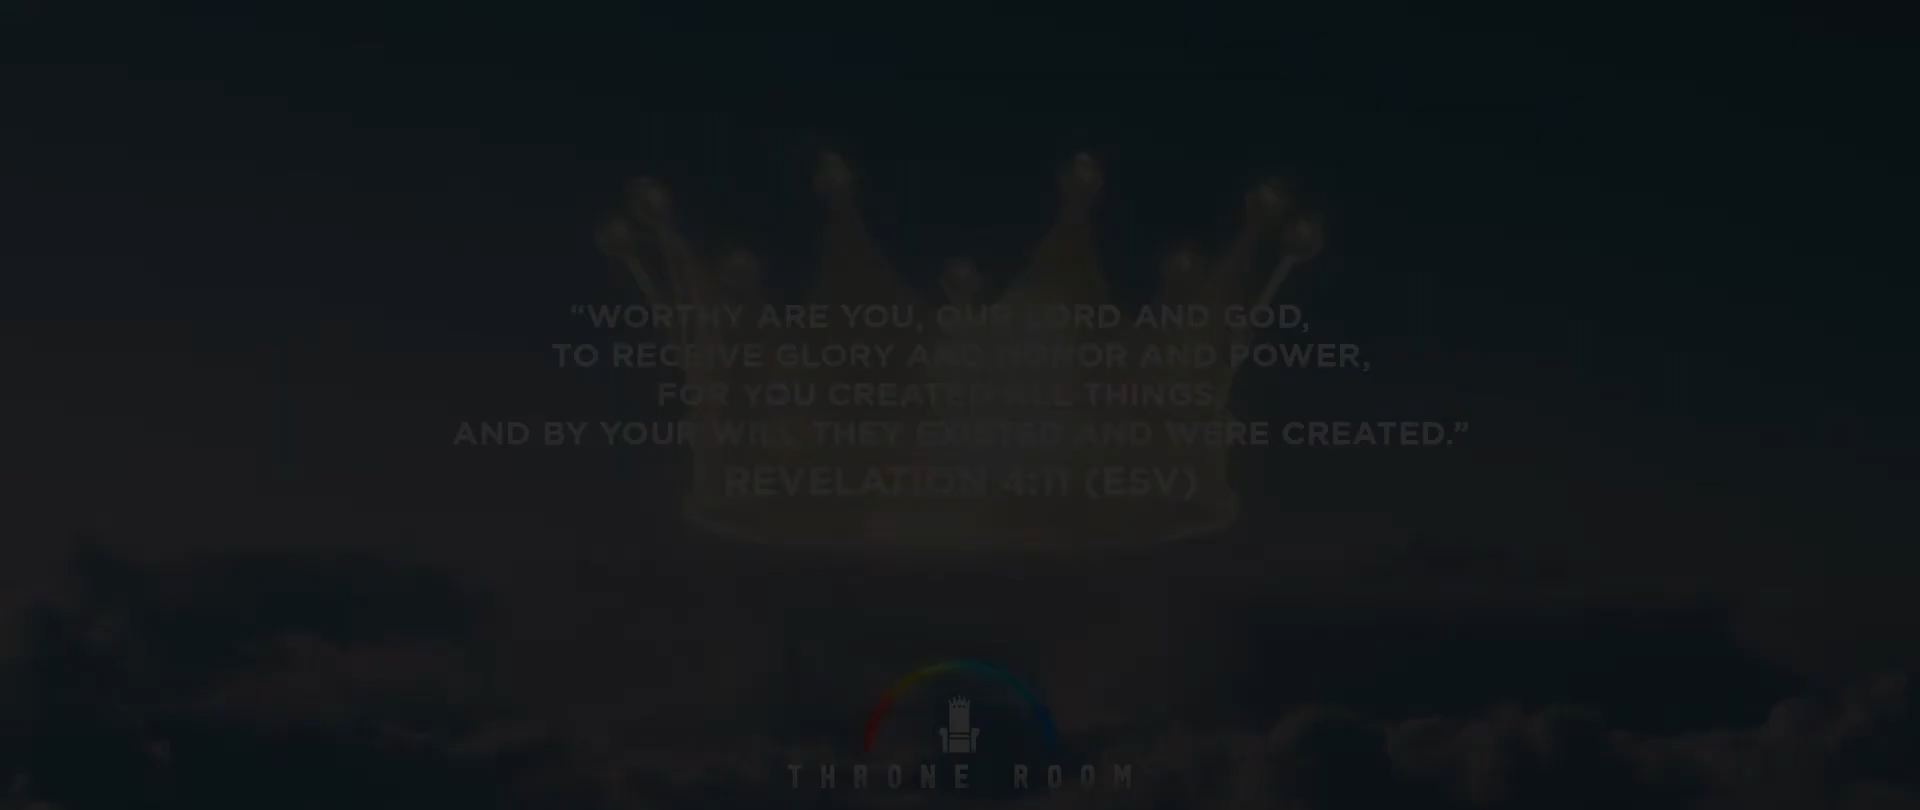 “WORTHY ARE YOU, OUR LORD AND GOD,
TO RECEIVE GLORY AND HONOR AND POWER,
FOR YOU CREATED ALL THINGS,
AND BY YOUR WILL THEY EXISTED AND WERE CREATED.”
REVELATION 4:11 (ESV)
THRONE ROOM